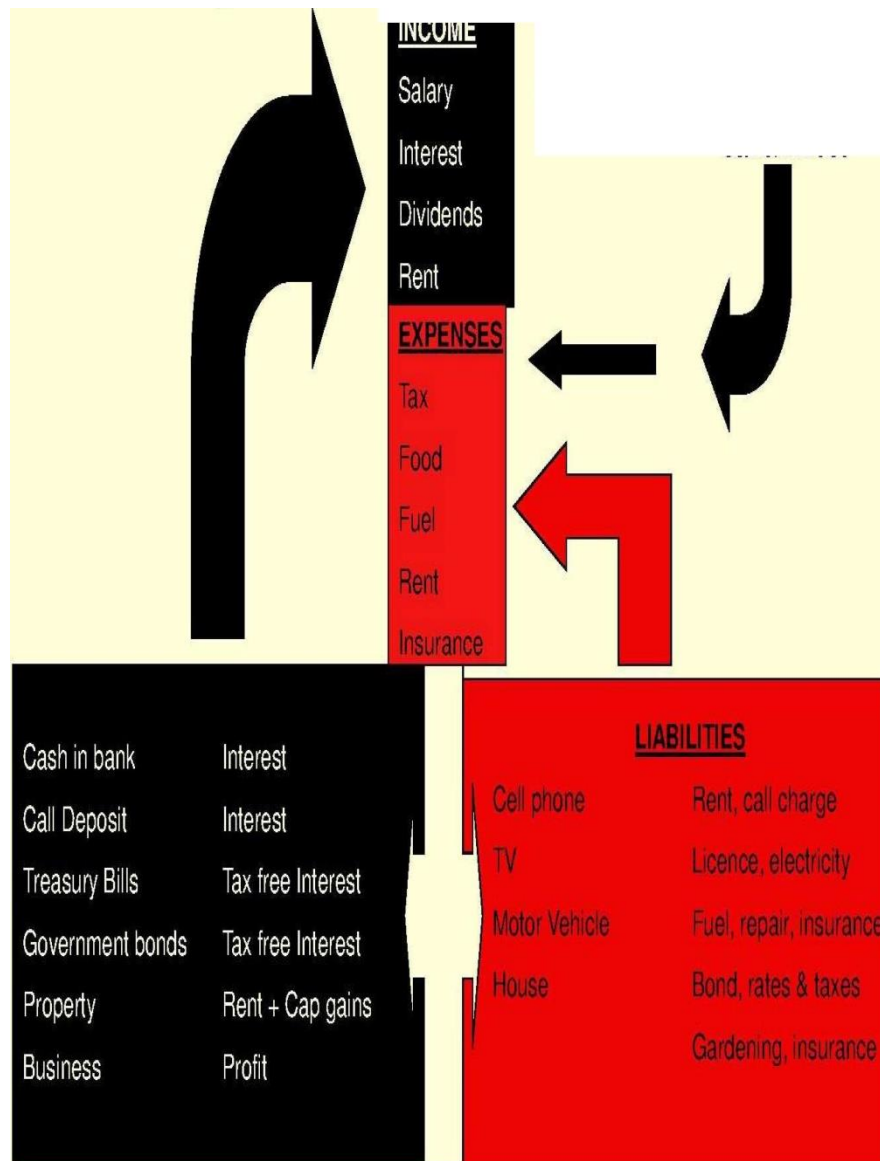 INCOME
Salary
Interest
Dividends
Rent
EXPENSES
Tax
Food
Fuel
Rent
Insurance
Cash in bank Interest
Call Deposit Interest
Treasury Bills Tax free Interest
Government bonds Tax free Interest
Property Rent + Cap gains
Business Profit
LIABILITIES
Cell phone Rent, call charge
TV Licence, electricity
Motor Vehicle Fuel, repair, insurance
House Bond, rates & taxes
Gardening, insurance